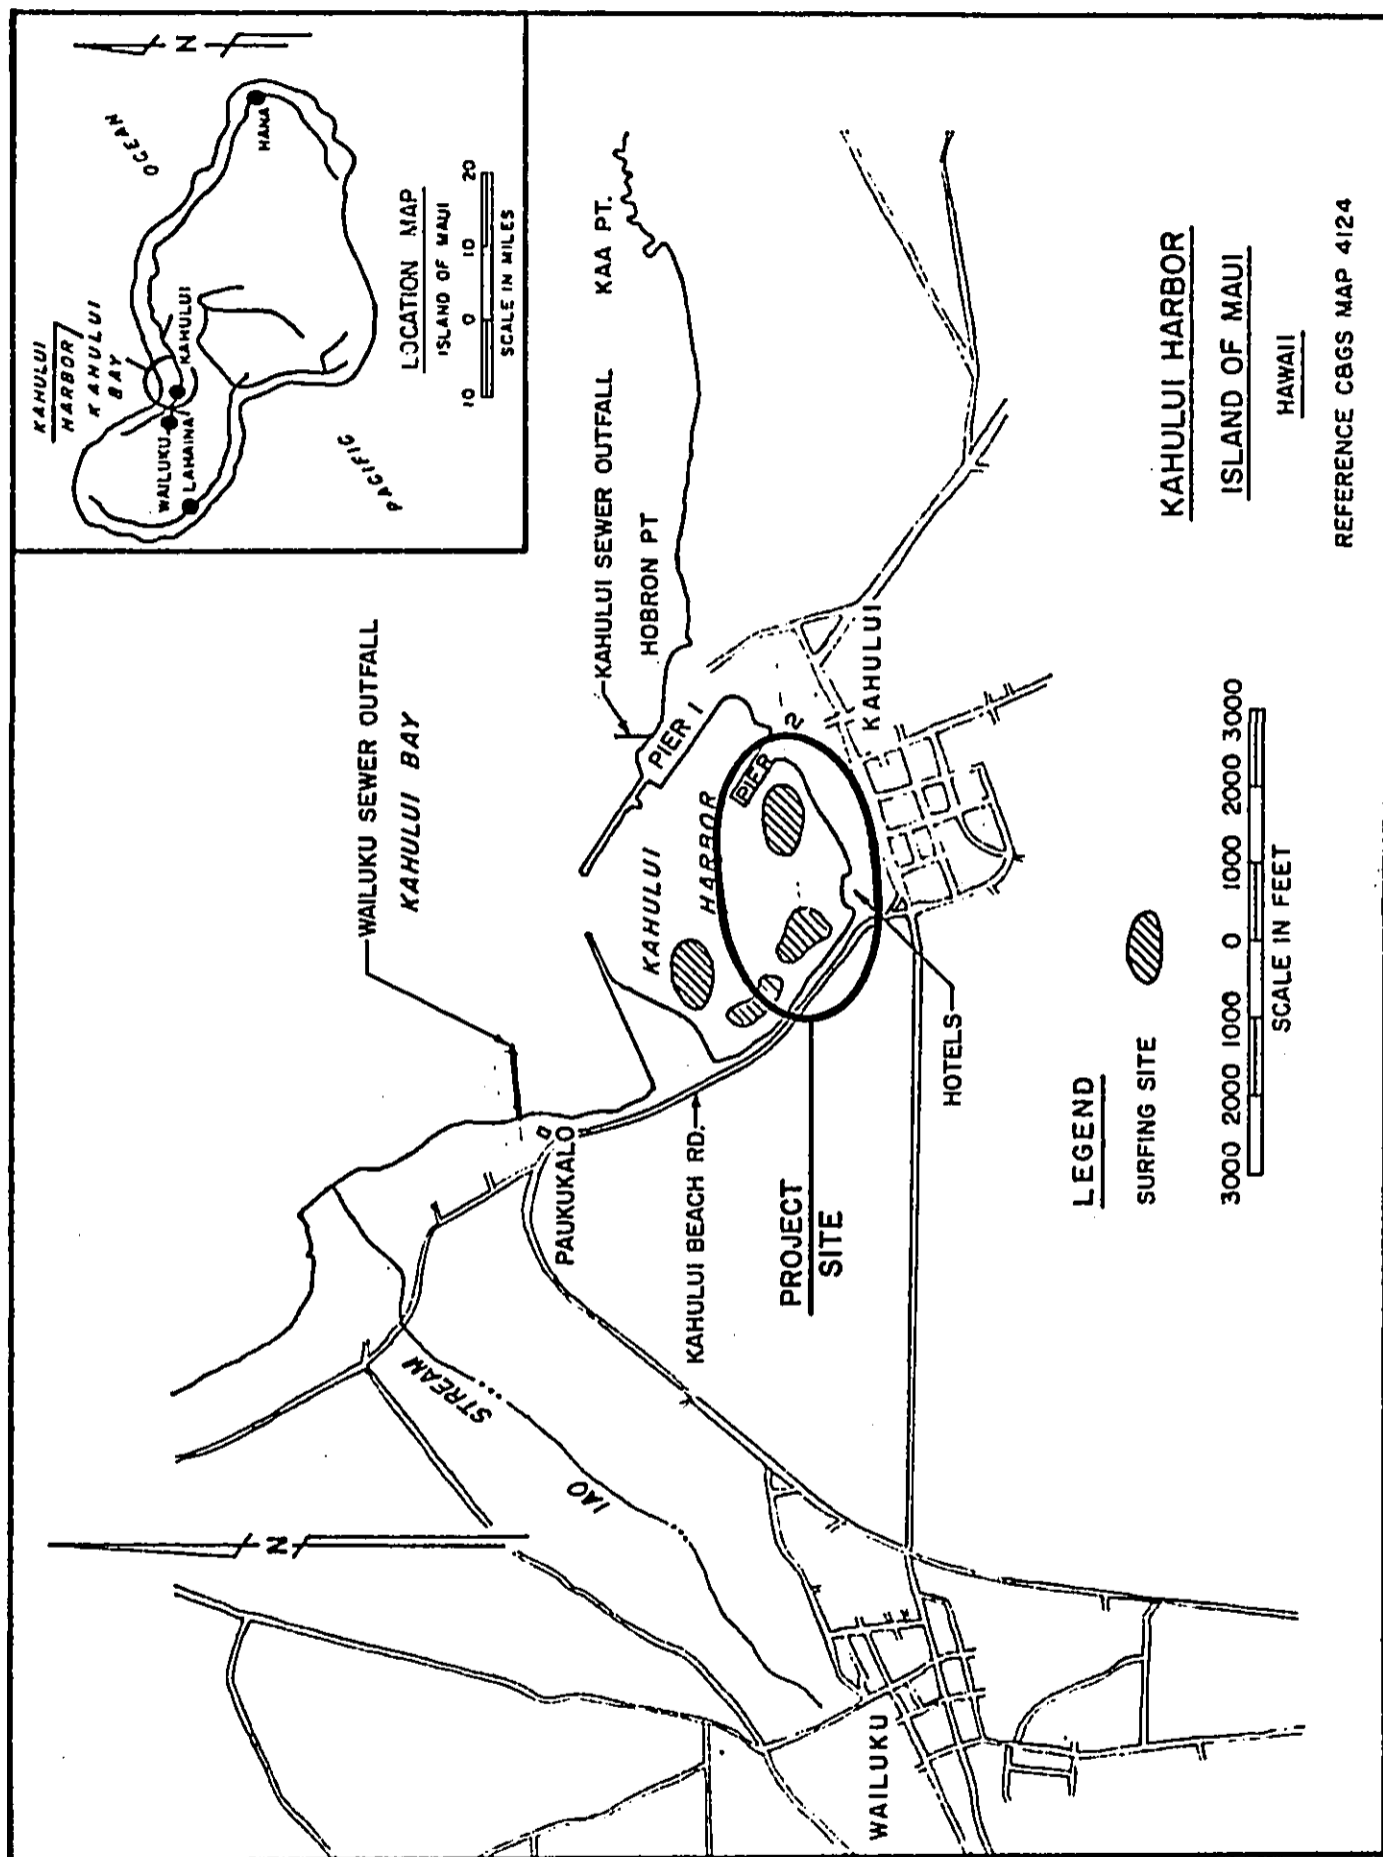 N
OCEAN
HANA
KAHULUI
HARBOR
KAHULUI
BAY
KAHULUI
WAILUKU
LAHAINA
PACIFIC
LOCATION MAP
ISLAND OF MAUI
10 0 10 20
SCALE IN MILES
WAILUKU SEWER OUTFALL
KAHULUI BAY
KAHULUI SEWER OUTFALL
HOBRON PT
KAA PT.
PIER 1
KAHULUI
HARBOR
PIER 2
KAHULUI
N
IAO
STREAM
PAUKUKALO
KAHULUI BEACH RD.
PROJECT
SITE
HOTELS
WAILUKU
LEGEND
SURFING SITE
3000 2000 1000 0 1000 2000 3000
SCALE IN FEET
KAHULUI HARBOR
ISLAND OF MAUI
HAWAII
REFERENCE C&GS MAP 4124